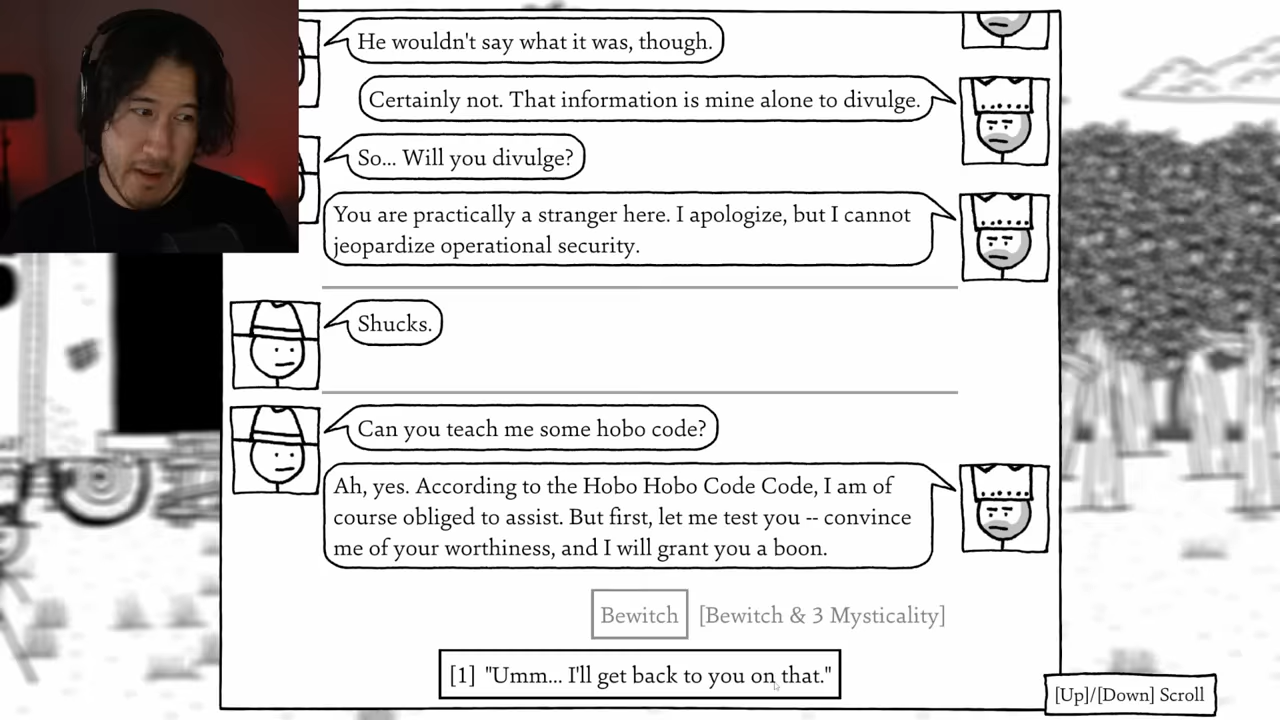 He wouldn't say what it was, though.
Certainly not. That information is mine alone to divulge.
So... Will you divulge?
You are practically a stranger here. I apologize, but I cannot
jeopardize operational security.
Shucks.
Can you teach me some hobo code?
Ah, yes. According to the Hobo Hobo Code Code, I am of
course obliged to assist. But first, let me test you -- convince
me of your worthiness, and I will grant you a boon.
Bewitch [Bewitch & 3 Mysticality]
[1] "Umm... I'll get back to you on that."
[Up]/[Down] Scroll